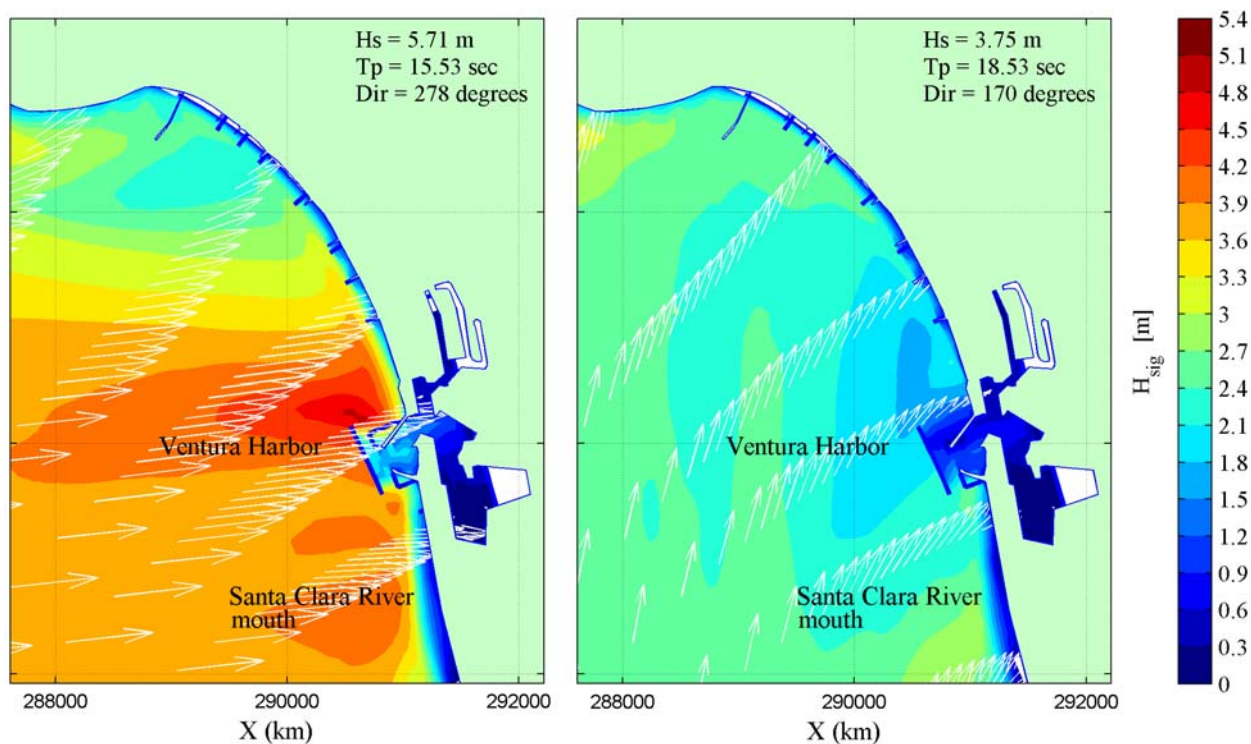 Hs = 5.71 m
Tp = 15.53 sec
Dir = 278 degrees
Ventura Harbor
Santa Clara River
mouth
288000 290000 292000
X (km)
Hs = 3.75 m
Tp = 18.53 sec
Dir = 170 degrees
Ventura Harbor
Santa Clara River
mouth
288000 290000 292000
X (km)
5.4
5.1
4.8
4.5
4.2
3.9
3.6
3.3
3
2.7
2.4
2.1
1.8
1.5
1.2
0.9
0.6
0.3
0
H_sig [m]